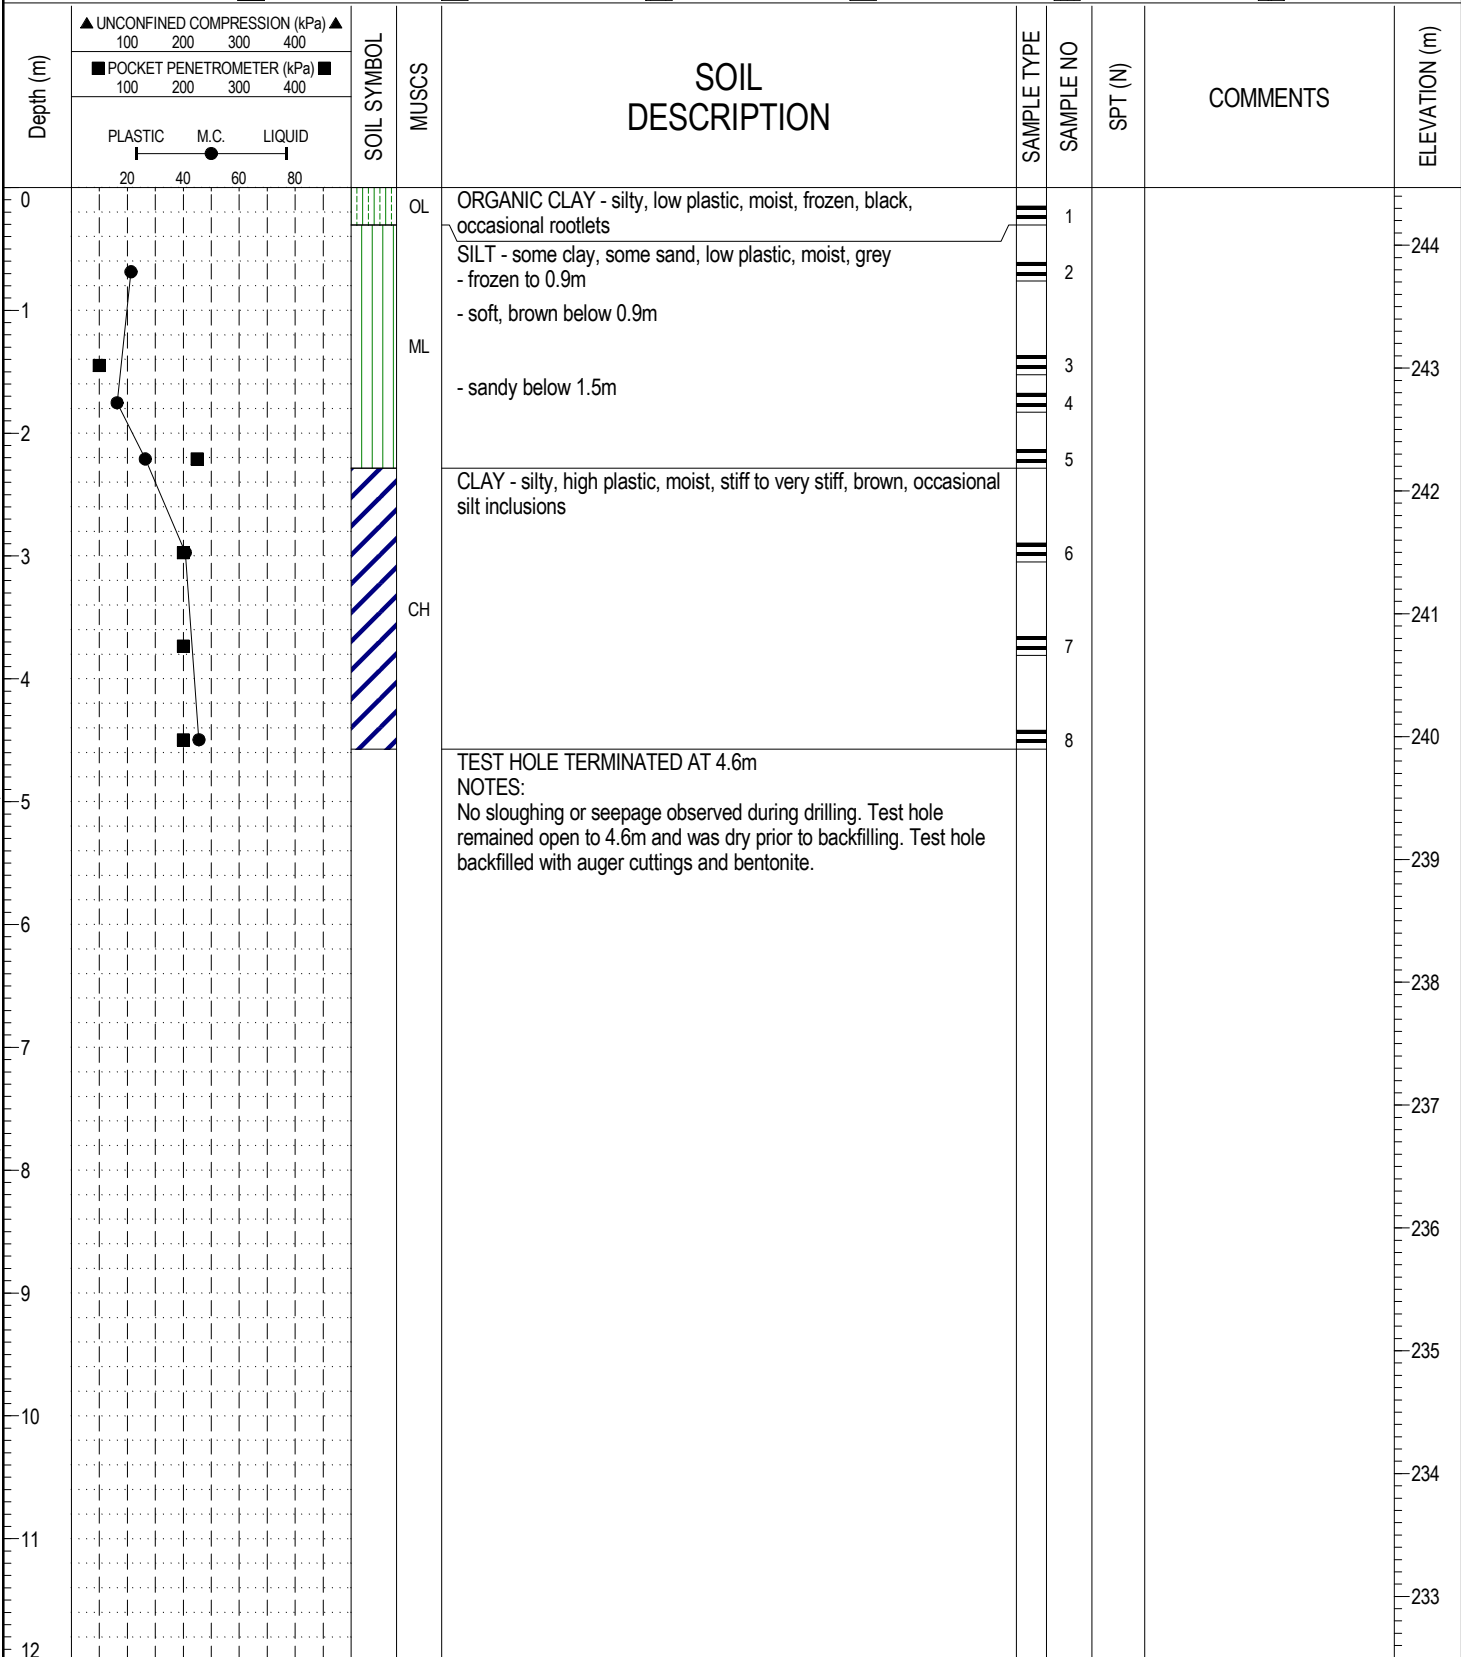 ▲ UNCONFINED COMPRESSION (kPa) ▲
100 200 300 400
■ POCKET PENETROMETER (kPa) ■
100 200 300 400
PLASTIC M.C. LIQUID
20 40 60 80
Depth (m)
SOIL SYMBOL
MUSCS
SOIL
DESCRIPTION
SAMPLE TYPE
SAMPLE NO
SPT (N)
COMMENTS
ELEVATION (m)
0
OL
ORGANIC CLAY - silty, low plastic, moist, frozen, black,
occasional rootlets
1
SILT - some clay, some sand, low plastic, moist, grey
244
- frozen to 0.9m
2
1
- soft, brown below 0.9m
ML
3
243
- sandy below 1.5m
4
2
5
CLAY - silty, high plastic, moist, stiff to very stiff, brown, occasional
silt inclusions
242
3
6
CH
241
7
4
8
240
TEST HOLE TERMINATED AT 4.6m
NOTES:
5
No sloughing or seepage observed during drilling. Test hole
remained open to 4.6m and was dry prior to backfilling. Test hole
backfilled with auger cuttings and bentonite.
239
6
238
7
237
8
236
9
235
10
234
11
233
12